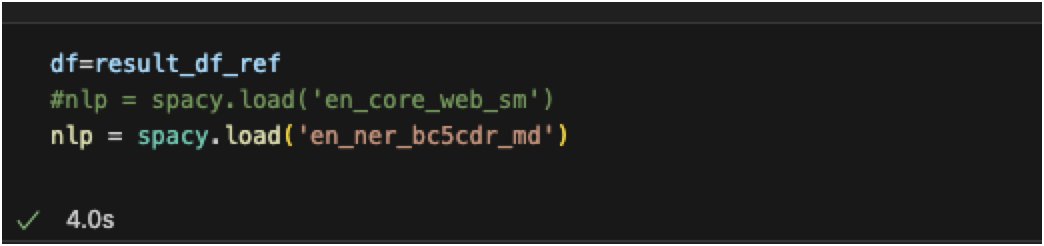 df=result_df_ref
#nlp = spacy.load('en_core_web_sm')
nlp = spacy.load('en_ner_bc5cdr_md')
4.0s